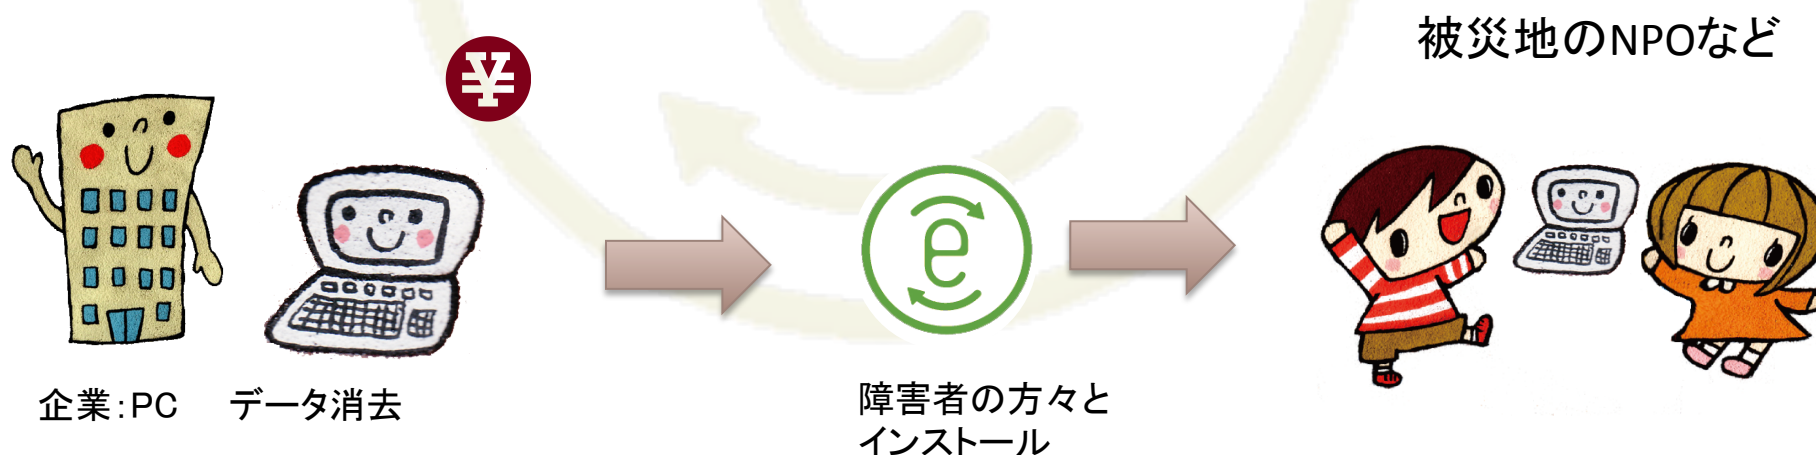 被災地のNPOなど
¥
e
企業:PC データ消去
障害者の方々と
インストール